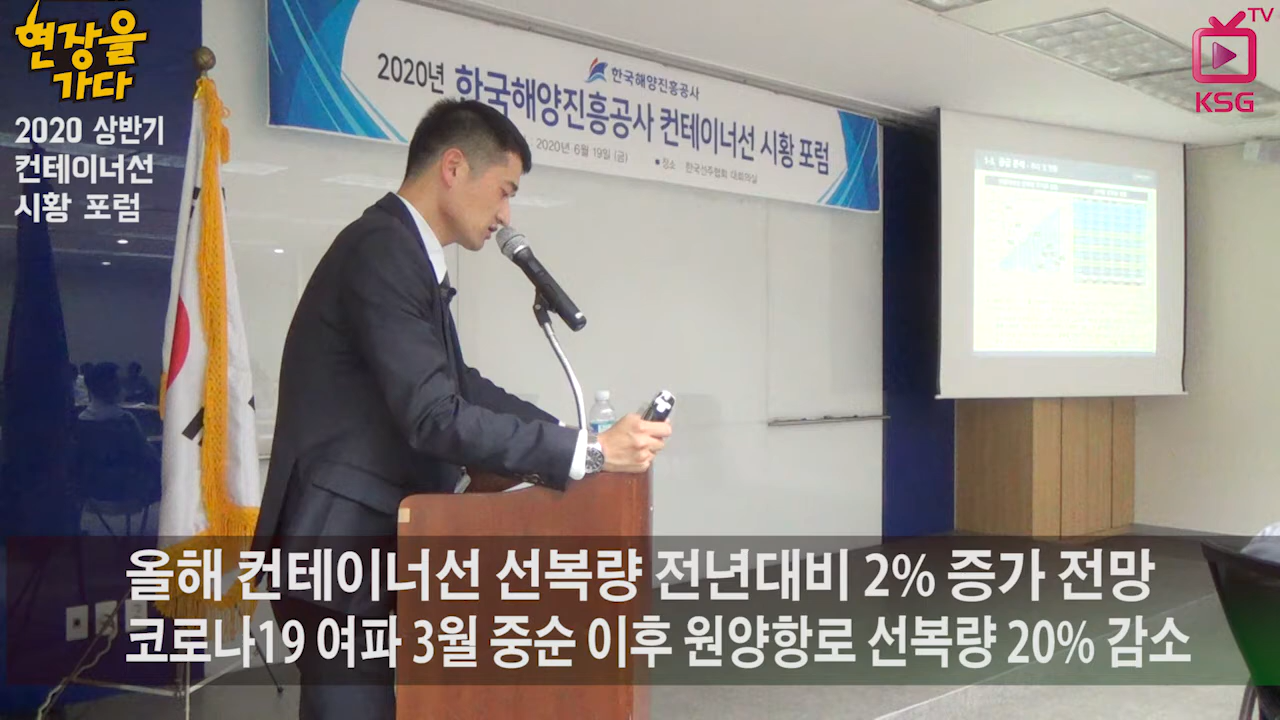 현장을
가다
2020 상반기
컨테이너선
시황 포럼
TV
KSG
한국해양진흥공사
2020년 한국해양진흥공사 컨테이너선 시황 포럼
2020년 6월 19일 (금) ■ 장소 : 한국선주협회 대회의실
올해 컨테이너선 선복량 전년대비 2% 증가 전망
코로나19 여파 3월 중순 이후 원양항로 선복량 20% 감소